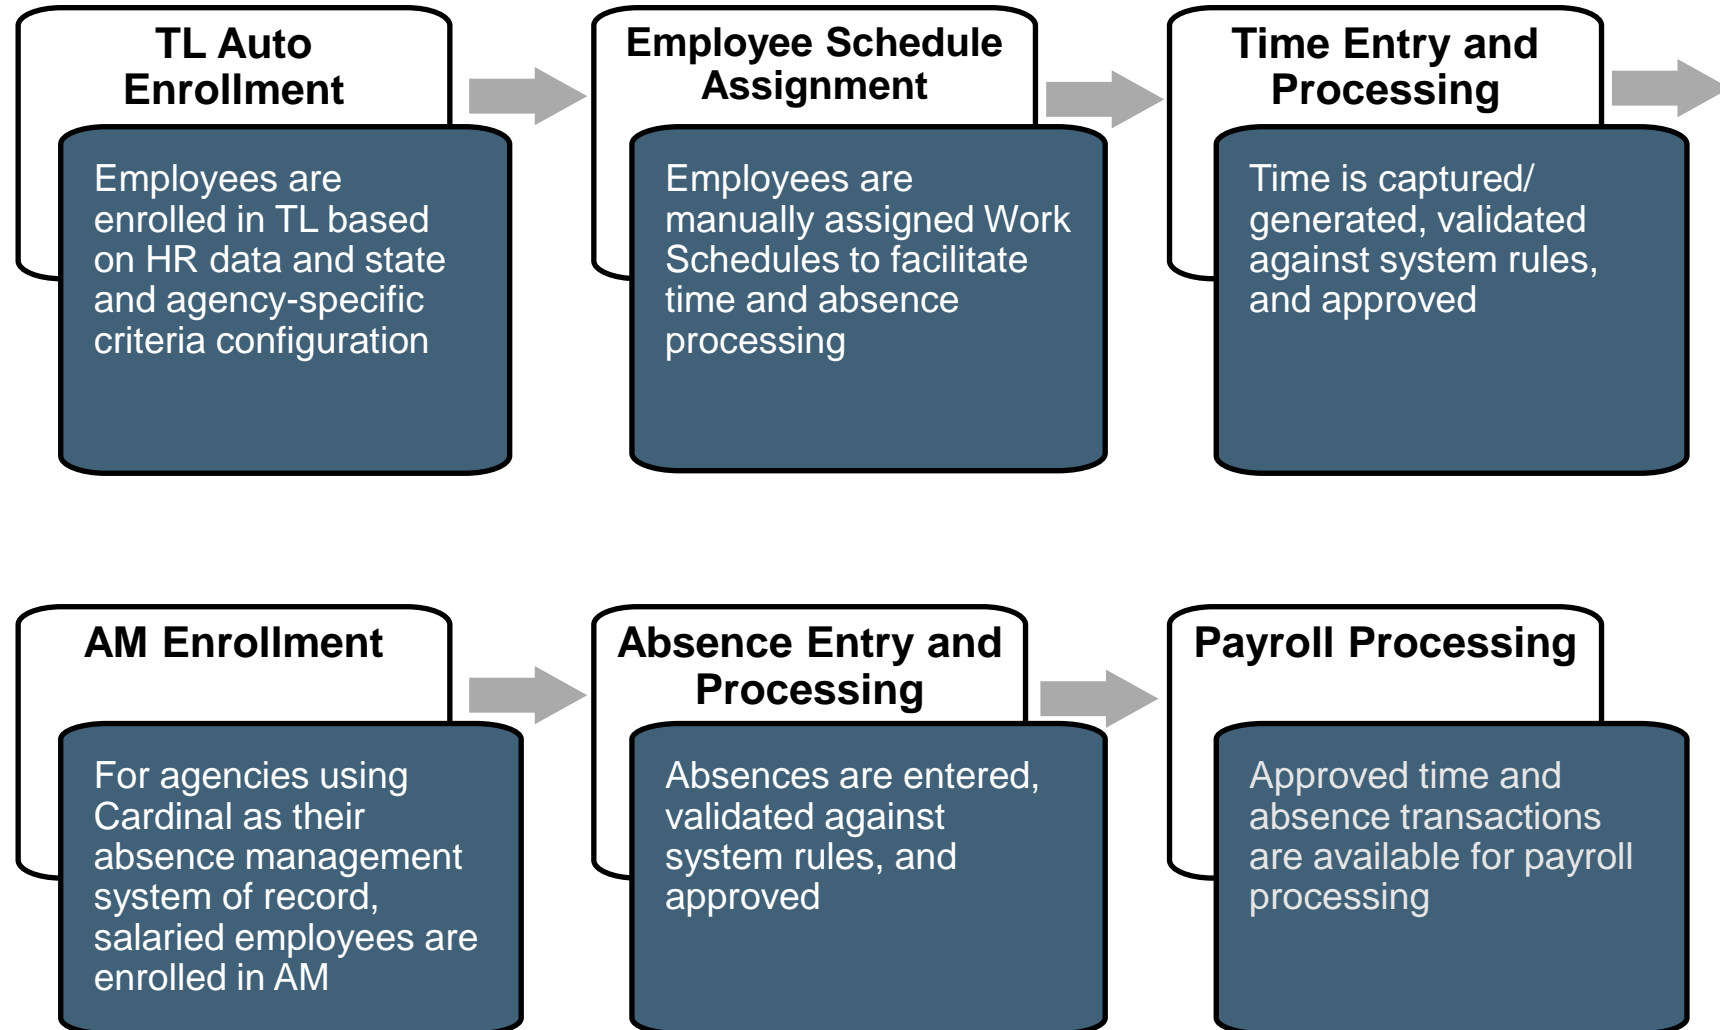 TL Auto
Enrollment
Employees are
enrolled in TL based
on HR data and state
and agency-specific
criteria configuration
Employee Schedule
Assignment
Employees are
manually assigned Work
Schedules to facilitate
time and absence
processing
Time Entry and
Processing
Time is captured/
generated, validated
against system rules,
and approved
AM Enrollment
For agencies using
Cardinal as their
absence management
system of record,
salaried employees are
enrolled in AM
Absence Entry and
Processing
Absences are entered,
validated against
system rules, and
approved
Payroll Processing
Approved time and
absence transactions
are available for payroll
processing